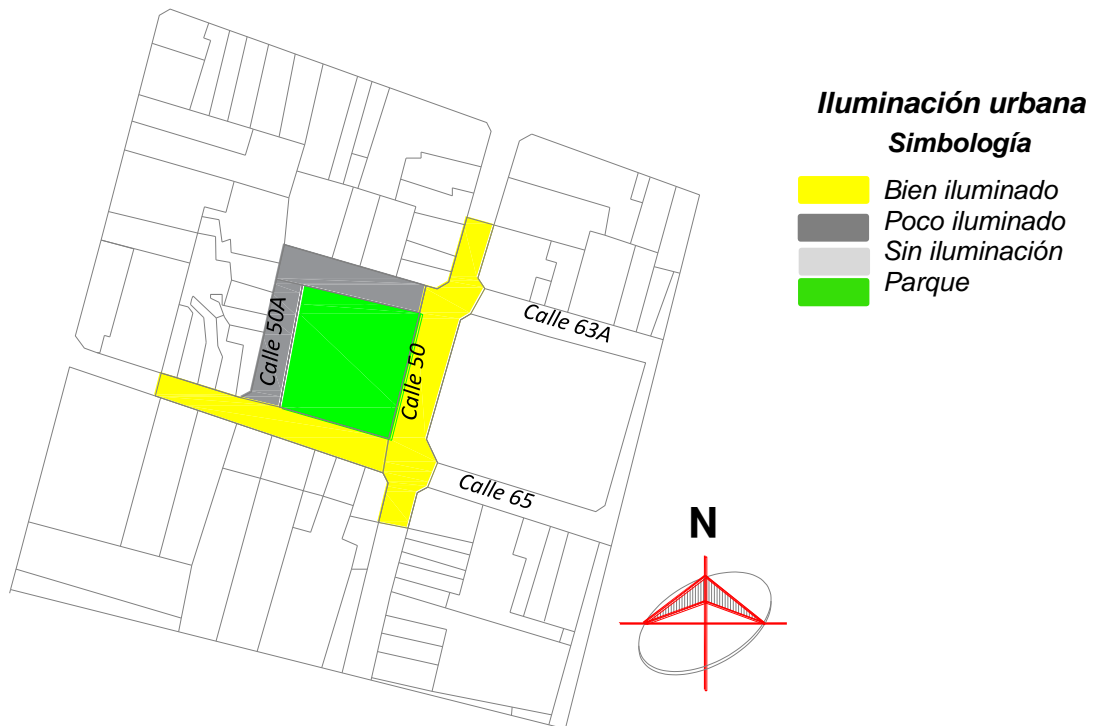 Iluminación urbana
Simbología
Bien iluminado
Poco iluminado
Sin iluminación
Parque
Calle 50A
Calle 50
Calle 63A
Calle 65
N